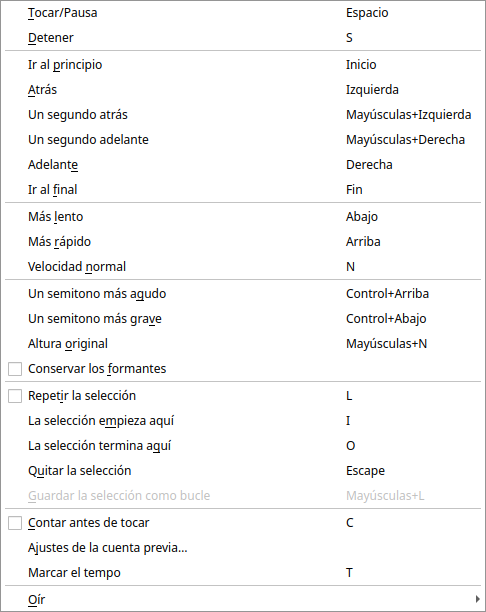 Tocar/Pausa Espacio
Detener S
Ir al principio Inicio
Atrás Izquierda
Un segundo atrás Mayúsculas+Izquierda
Un segundo adelante Mayúsculas+Derecha
Adelante Derecha
Ir al final Fin
Más lento Abajo
Más rápido Arriba
Velocidad normal N
Un semitono más agudo Control+Arriba
Un semitono más grave Control+Abajo
Altura original Mayúsculas+N
Conservar los formantes
Repetir la selección L
La selección empieza aquí I
La selección termina aquí O
Quitar la selección Escape
Guardar la selección como bucle Mayúsculas+L
Contar antes de tocar C
Ajustes de la cuenta previa...
Marcar el tempo T
Oír